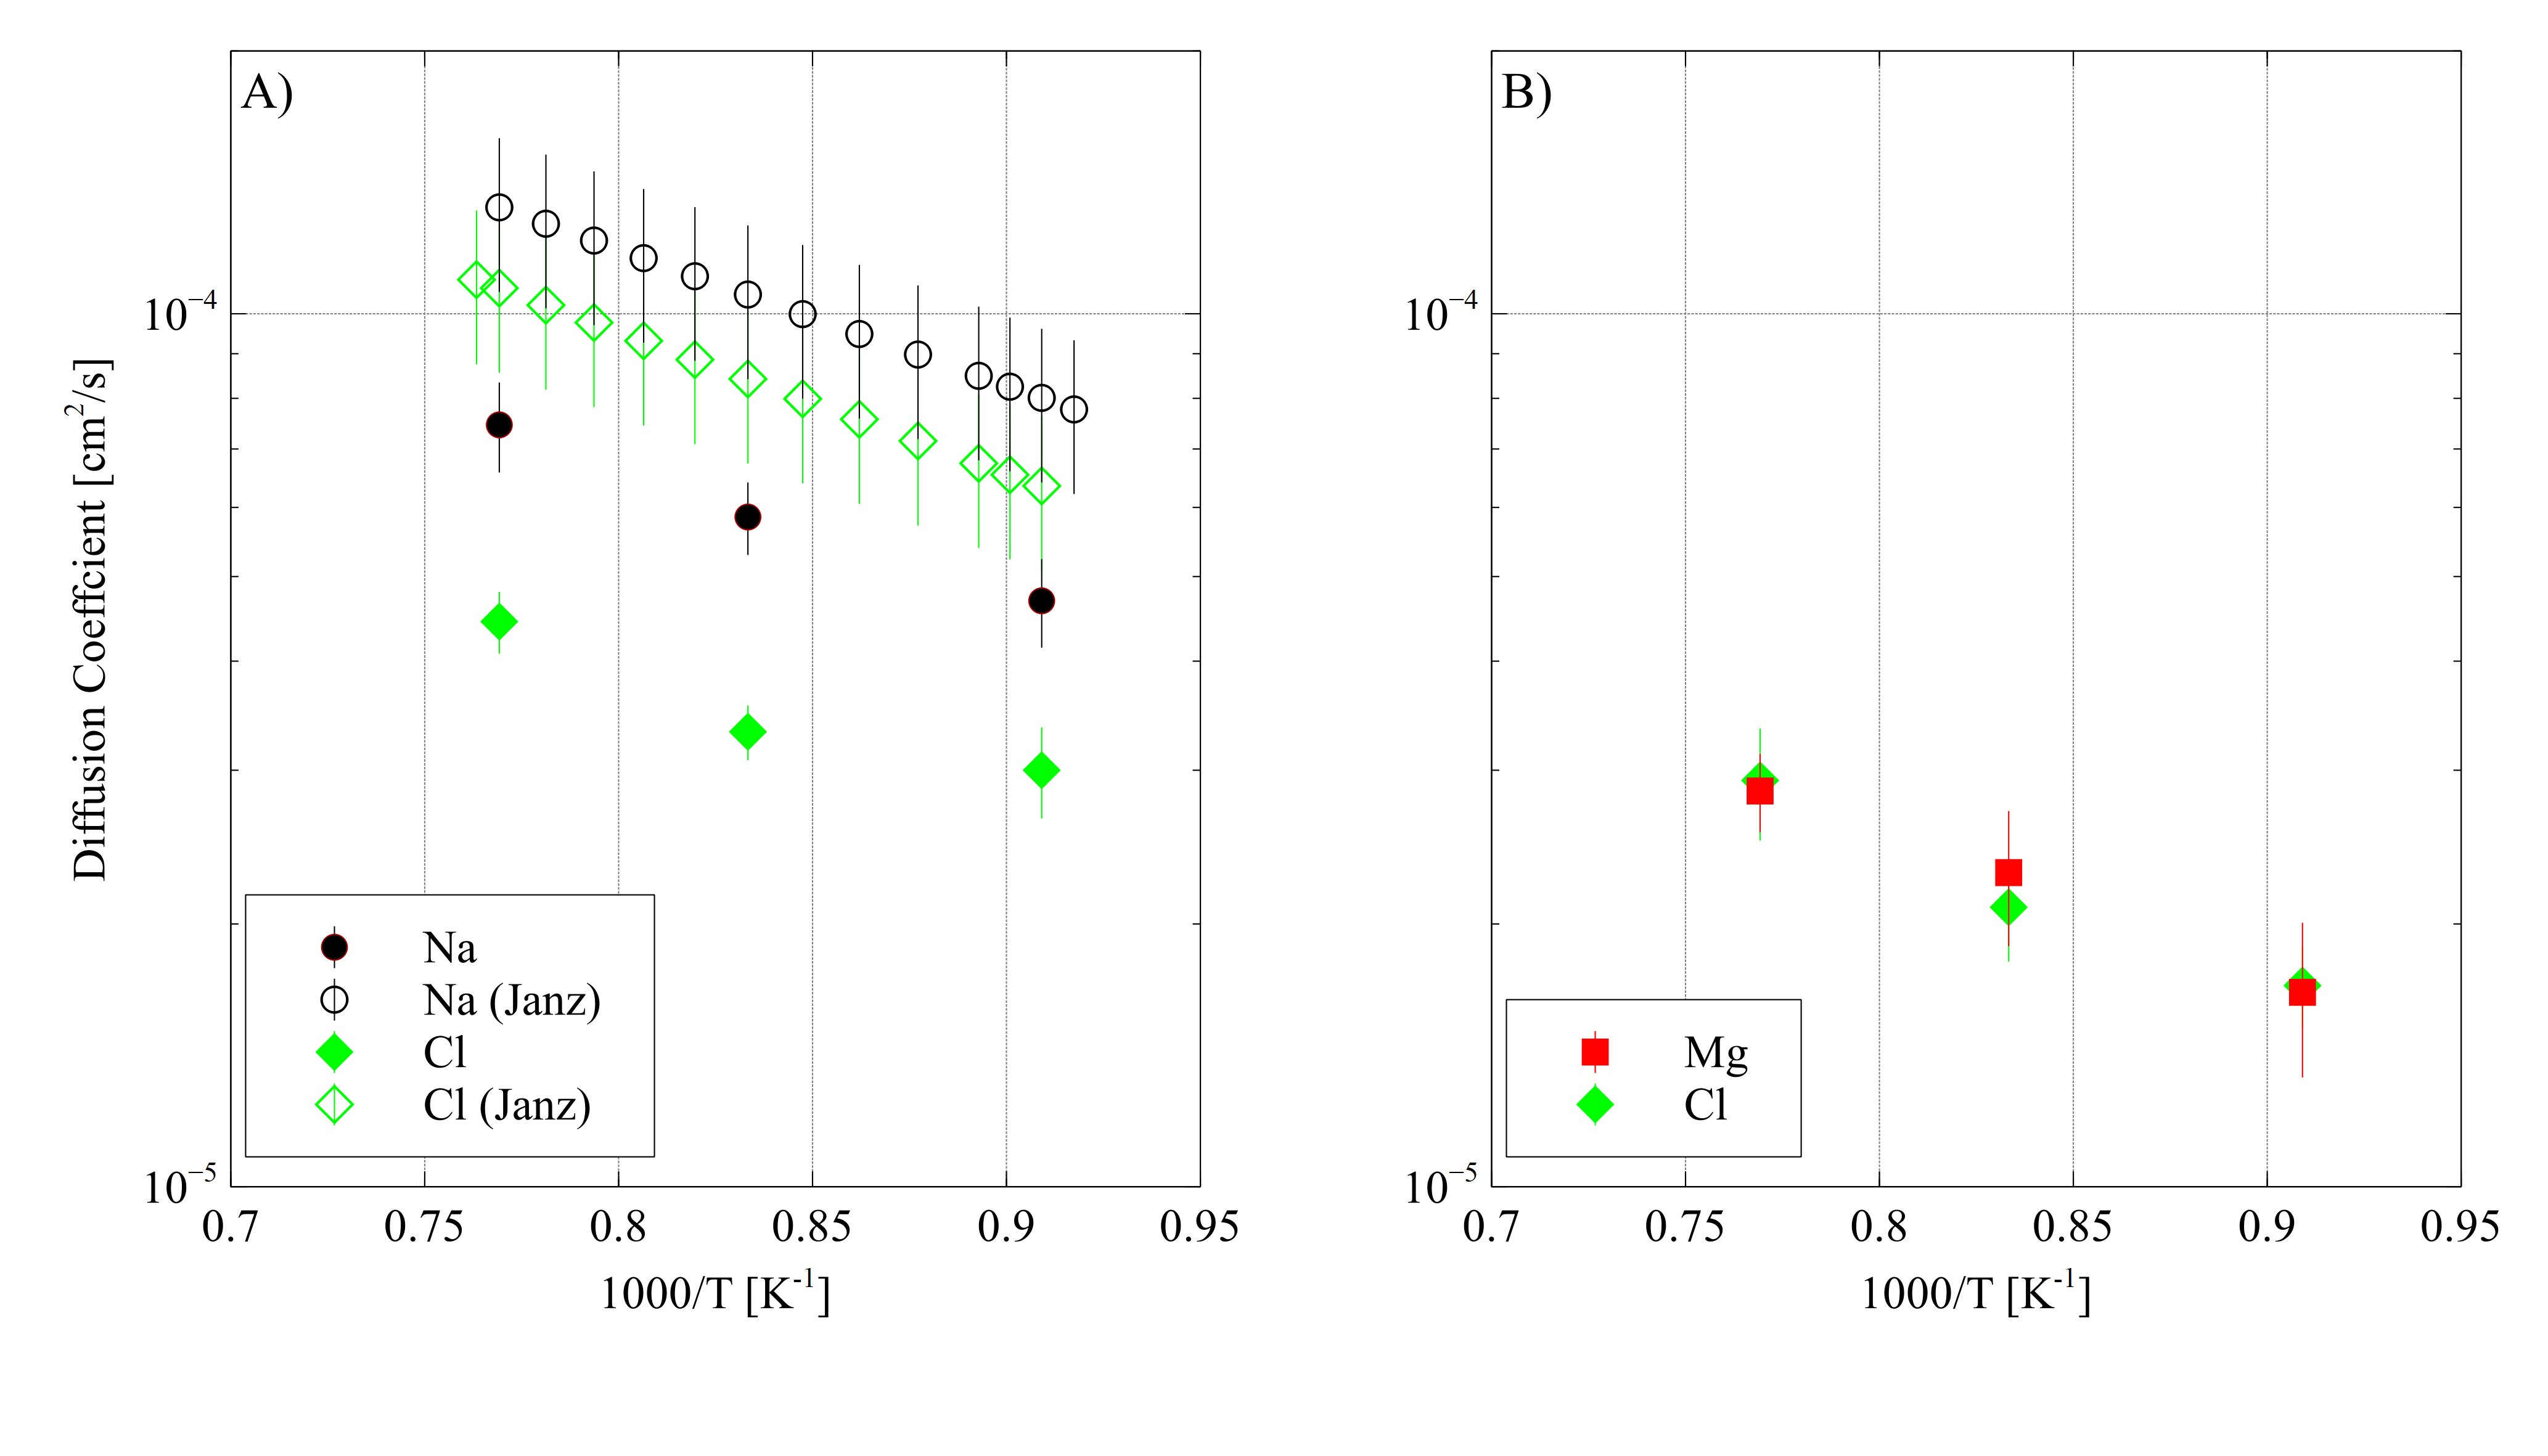 A)
Diffusion Coeffcient [cm²/s]
10⁻⁴
10⁻⁵
Na
Na (Janz)
Cl
Cl (Janz)
0.7 0.75 0.8 0.85 0.9 0.95
1000/T [K⁻¹]
B)
10⁻⁴
10⁻⁵
Mg
Cl
0.7 0.75 0.8 0.85 0.9 0.95
1000/T [K⁻¹]